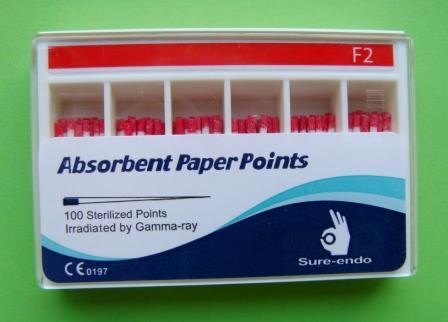 F2
Absorbent Paper Points
100 Sterilized Points
Irradiated by Gamma-ray
CE 0197
Sure-endo